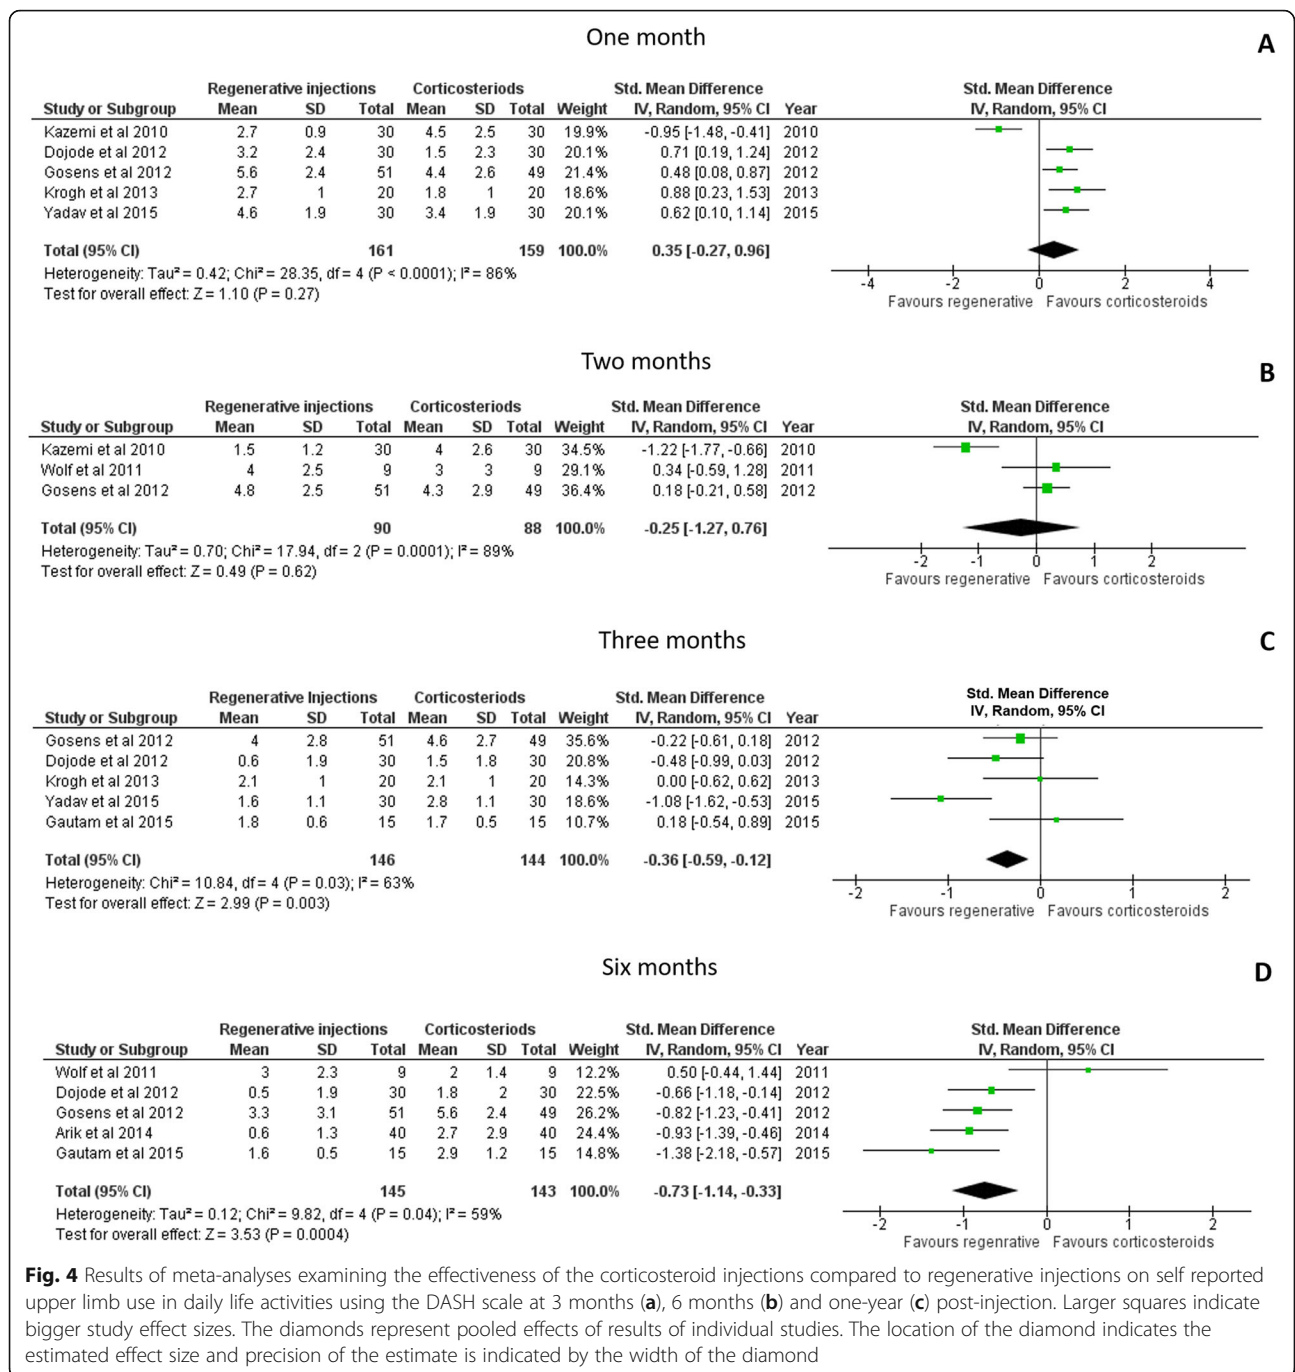 One month
A
Regenerative injections Corticosteriods Std. Mean Difference Std. Mean Difference
Study or Subgroup Mean SD Total Mean SD Total Weight IV, Random, 95% CI Year IV, Random, 95% CI
Kazemi et al 2010 2.7 0.9 30 4.5 2.5 30 19.9% -0.95 [-1.48, -0.41] 2010
Dojode et al 2012 3.2 2.4 30 1.5 2.3 30 20.1% 0.71 [0.19, 1.24] 2012
Gosens et al 2012 5.6 2.4 51 4.4 2.6 49 21.4% 0.48 [0.08, 0.87] 2012
Krogh et al 2013 2.7 1 20 1.8 1 20 18.6% 0.88 [0.23, 1.53] 2013
Yadav et al 2015 4.6 1.9 30 3.4 1.9 30 20.1% 0.62 [0.10, 1.14] 2015
Total (95% CI) 161 159 100.0% 0.35 [-0.27, 0.96]
Heterogeneity: Tau² = 0.42; Chi² = 28.35, df = 4 (P < 0.0001); I² = 86%
Test for overall effect: Z = 1.10 (P = 0.27)
-4 -2 0 2 4
Favours regenerative Favours corticosteroids
Two months
B
Regenerative injections Corticosteriods Std. Mean Difference Std. Mean Difference
Study or Subgroup Mean SD Total Mean SD Total Weight IV, Random, 95% CI Year IV, Random, 95% CI
Kazemi et al 2010 1.5 1.2 30 4 2.6 30 34.5% -1.22 [-1.77, -0.66] 2010
Wolf et al 2011 4 2.5 9 3 3 9 29.1% 0.34 [-0.59, 1.28] 2011
Gosens et al 2012 4.8 2.5 51 4.3 2.9 49 36.4% 0.18 [-0.21, 0.58] 2012
Total (95% CI) 90 88 100.0% -0.25 [-1.27, 0.76]
Heterogeneity: Tau² = 0.70; Chi² = 17.94, df = 2 (P = 0.0001); I² = 89%
Test for overall effect: Z = 0.49 (P = 0.62)
-2 -1 0 1 2
Favours regenerative Favours corticosteroids
Three months
C
Regenerative Injections Corticosteriods Std. Mean Difference Std. Mean Difference
Study or Subgroup Mean SD Total Mean SD Total Weight IV, Random, 95% CI Year IV, Random, 95% CI
Gosens et al 2012 4 2.8 51 4.6 2.7 49 35.6% -0.22 [-0.61, 0.18] 2012
Dojode et al 2012 0.6 1.9 30 1.5 1.8 30 20.8% -0.48 [-0.99, 0.03] 2012
Krogh et al 2013 2.1 1 20 2.1 1 20 14.3% 0.00 [-0.62, 0.62] 2013
Yadav et al 2015 1.6 1.1 30 2.8 1.1 30 18.6% -1.08 [-1.62, -0.53] 2015
Gautam et al 2015 1.8 0.6 15 1.7 0.5 15 10.7% 0.18 [-0.54, 0.89] 2015
Total (95% CI) 146 144 100.0% -0.36 [-0.59, -0.12]
Heterogeneity: Chi² = 10.84, df = 4 (P = 0.03); I² = 63%
Test for overall effect: Z = 2.99 (P = 0.003)
-2 -1 0 1 2
Favours regenerative Favours corticosteroids
Six months
D
Regenerative injections Corticosteriods Std. Mean Difference Std. Mean Difference
Study or Subgroup Mean SD Total Mean SD Total Weight IV, Random, 95% CI Year IV, Random, 95% CI
Wolf et al 2011 3 2.3 9 2 1.4 9 12.2% 0.50 [-0.44, 1.44] 2011
Dojode et al 2012 0.5 1.9 30 1.8 2 30 22.5% -0.66 [-1.18, -0.14] 2012
Gosens et al 2012 3.3 3.1 51 5.6 2.4 49 26.2% -0.82 [-1.23, -0.41] 2012
Arik et al 2014 0.6 1.3 40 2.7 2.9 40 24.4% -0.93 [-1.39, -0.46] 2014
Gautam et al 2015 1.6 0.5 15 2.9 1.2 15 14.8% -1.38 [-2.18, -0.57] 2015
Total (95% CI) 145 143 100.0% -0.73 [-1.14, -0.33]
Heterogeneity: Tau² = 0.12; Chi² = 9.82, df = 4 (P = 0.04); I² = 59%
Test for overall effect: Z = 3.53 (P = 0.0004)
-2 -1 0 1 2
Favours regenrative Favours corticosteroids
Fig. 4 Results of meta-analyses examining the effectiveness of the corticosteroid injections compared to regenerative injections on self reported
upper limb use in daily life activities using the DASH scale at 3 months (a), 6 months (b) and one-year (c) post-injection. Larger squares indicate
bigger study effect sizes. The diamonds represent pooled effects of results of individual studies. The location of the diamond indicates the
estimated effect size and precision of the estimate is indicated by the width of the diamond